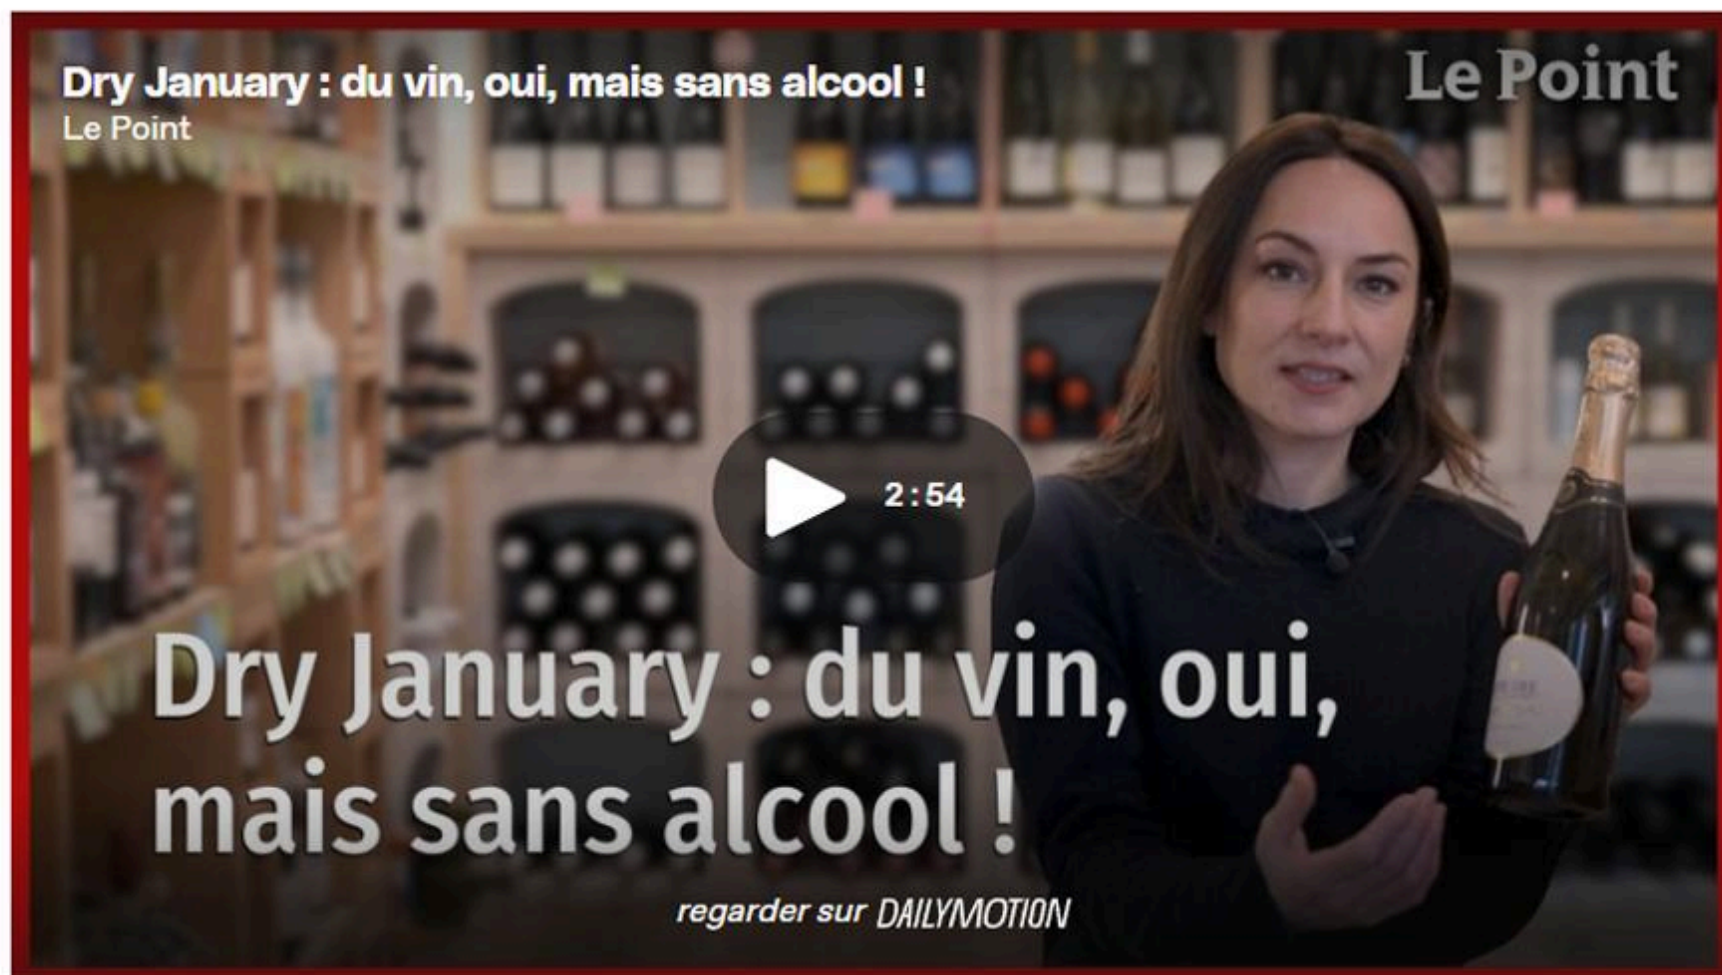 Dry January : du vin, oui, mais sans alcool !
Le Point
Le Point
2:54
Dry January : du vin, oui,
mais sans alcool !
regarder sur DAILYMOTION